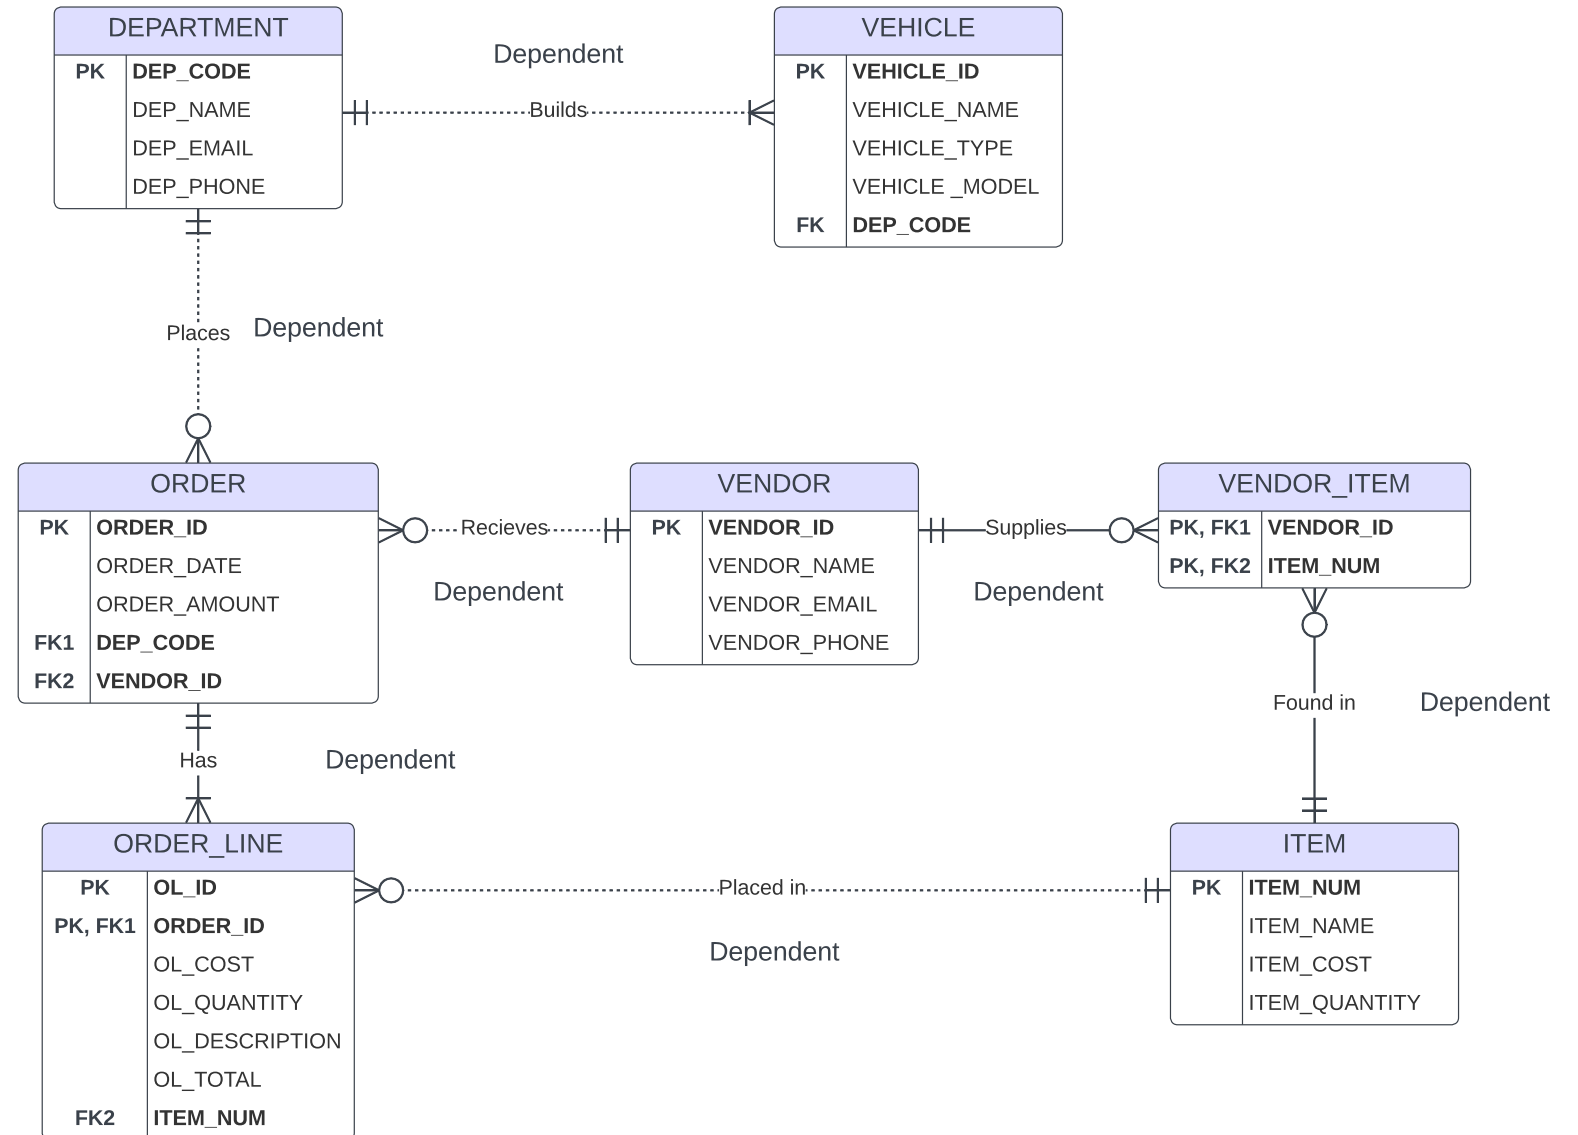 DEPARTMENT
PK DEP_CODE
DEP_NAME
DEP_EMAIL
DEP_PHONE
Dependent
Builds
VEHICLE
PK VEHICLE_ID
VEHICLE_NAME
VEHICLE_TYPE
VEHICLE _MODEL
FK DEP_CODE
Places
Dependent
ORDER
PK ORDER_ID
ORDER_DATE
ORDER_AMOUNT
FK1 DEP_CODE
FK2 VENDOR_ID
Recieves
Dependent
VENDOR
PK VENDOR_ID
VENDOR_NAME
VENDOR_EMAIL
VENDOR_PHONE
Supplies
Dependent
VENDOR_ITEM
PK, FK1 VENDOR_ID
PK, FK2 ITEM_NUM
Found in
Dependent
Has
Dependent
ORDER_LINE
PK OL_ID
PK, FK1 ORDER_ID
OL_COST
OL_QUANTITY
OL_DESCRIPTION
OL_TOTAL
FK2 ITEM_NUM
Placed in
Dependent
ITEM
PK ITEM_NUM
ITEM_NAME
ITEM_COST
ITEM_QUANTITY